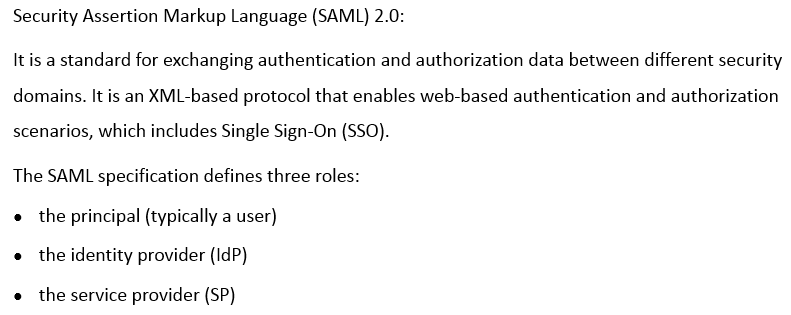 Security Assertion Markup Language (SAML) 2.0:
It is a standard for exchanging authentication and authorization data between different security
domains. It is an XML-based protocol that enables web-based authentication and authorization
scenarios, which includes Single Sign-On (SSO).
The SAML specification defines three roles:
• the principal (typically a user)
• the identity provider (IdP)
• the service provider (SP)